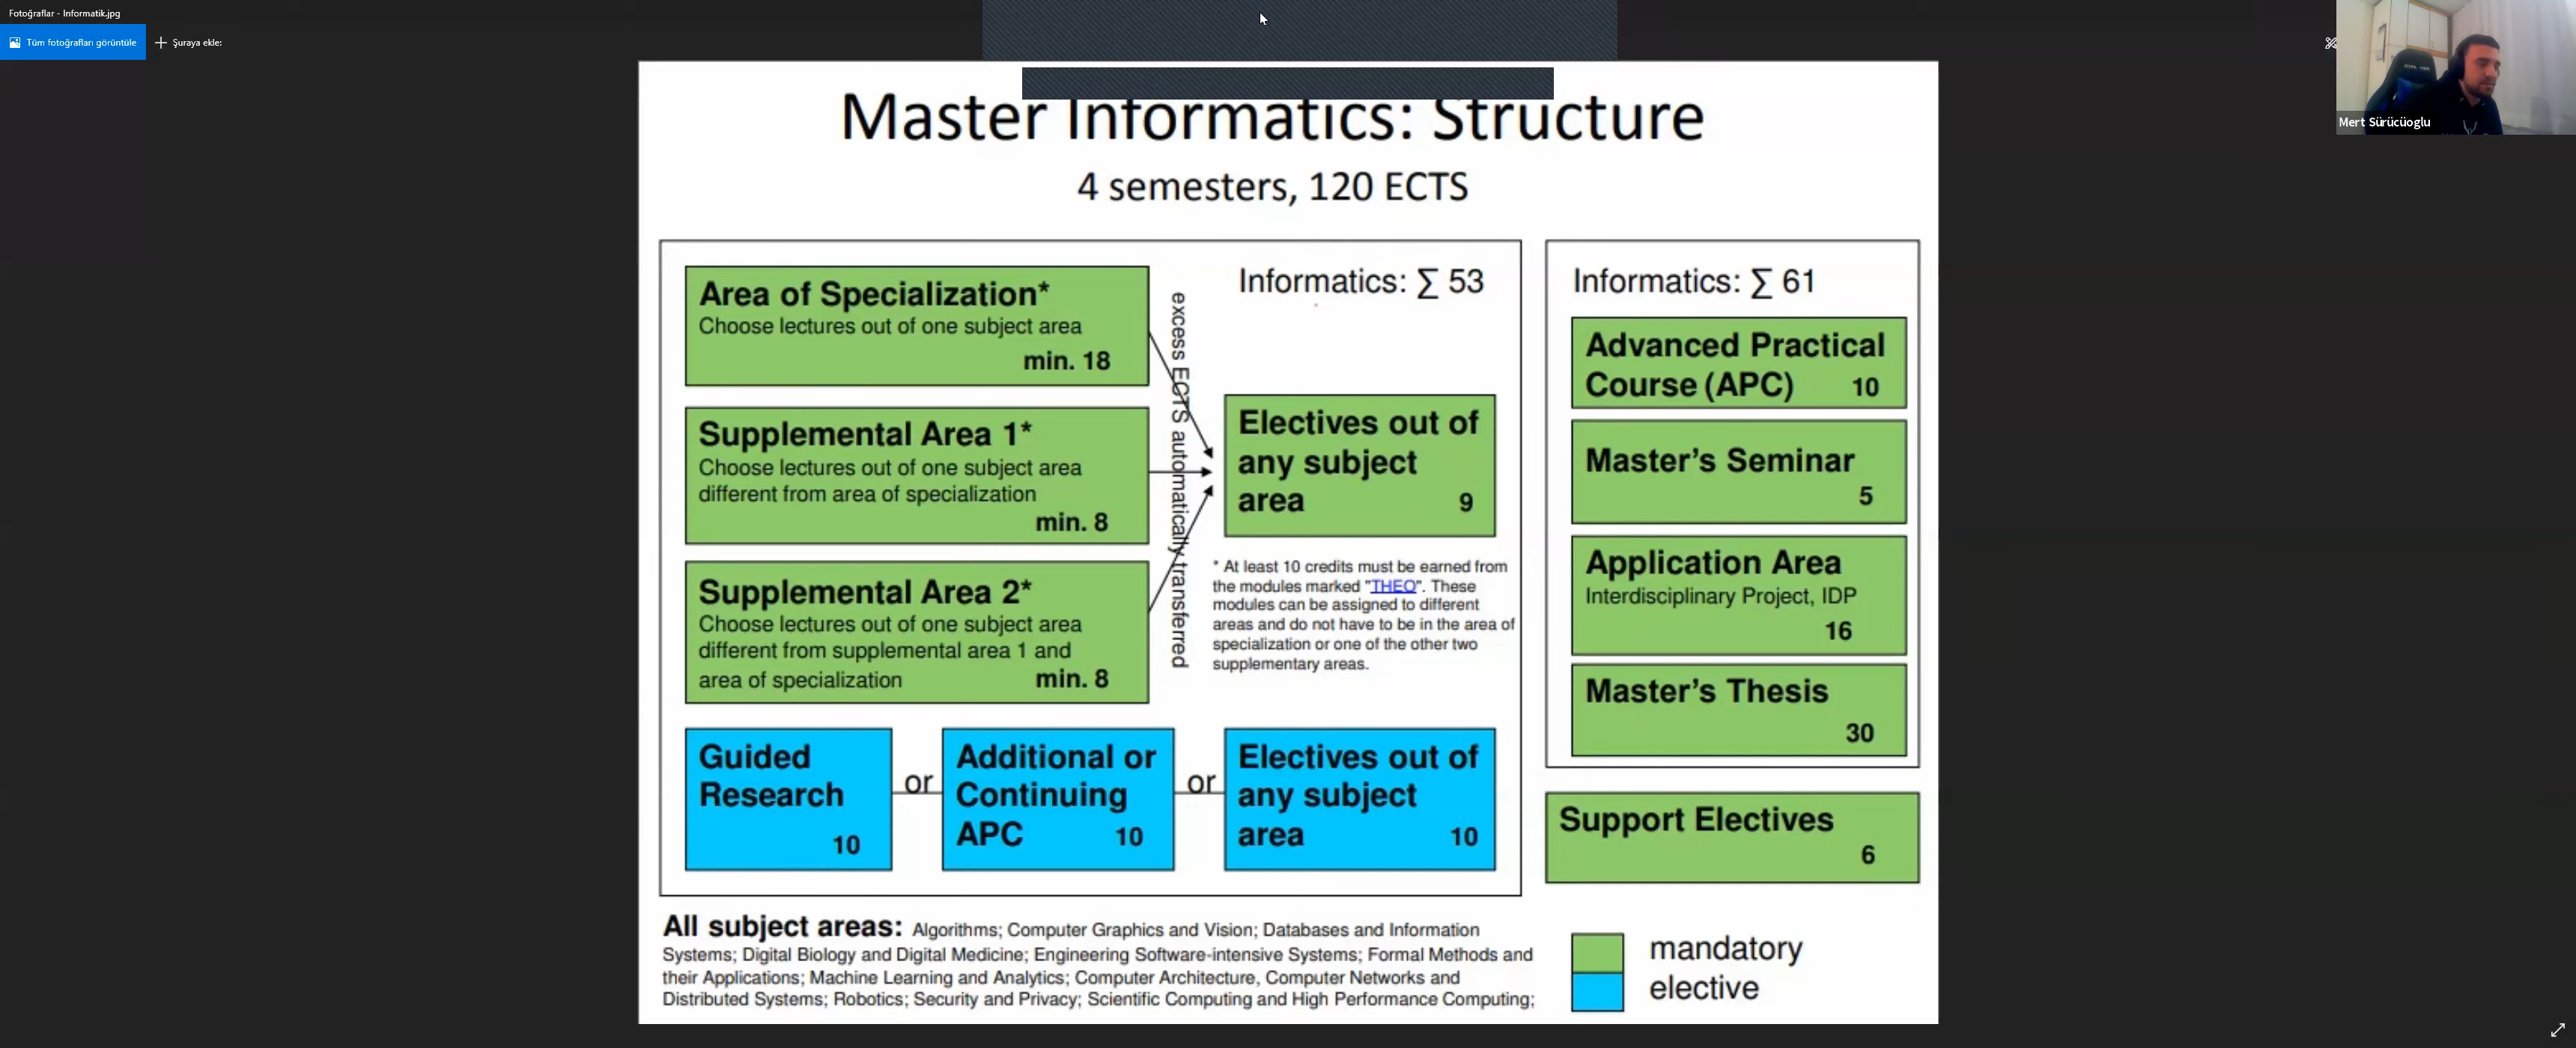 Fotoğraflar - Informatik.jpg
Tüm fotoğrafları görüntüle
Şuraya ekle:
Mert Sürücüoglu
Master Informatics: Structure
4 semesters, 120 ECTS
Area of Specialization*
Choose lectures out of one subject area
min. 18
Supplemental Area 1*
Choose lectures out of one subject area
different from area of specialization
min. 8
Supplemental Area 2*
Choose lectures out of one subject area
different from supplemental area 1 and
area of specialization min. 8
excess ECTS automatically transferred
Informatics: ∑ 53
Electives out of
any subject
area 9
* At least 10 credits must be earned from
the modules marked "THEO". These
modules can be assigned to different
areas and do not have to be in the area of
specialization or one of the other two
supplementary areas.
Guided
Research
10
or
Additional or
Continuing
APC 10
or
Electives out of
any subject
area 10
Informatics: ∑ 61
Advanced Practical
Course (APC) 10
Master's Seminar
5
Application Area
Interdisciplinary Project, IDP
16
Master's Thesis
30
Support Electives
6
All subject areas: Algorithms; Computer Graphics and Vision; Databases and Information
Systems; Digital Biology and Digital Medicine; Engineering Software-intensive Systems; Formal Methods and
their Applications; Machine Learning and Analytics; Computer Architecture, Computer Networks and
Distributed Systems; Robotics; Security and Privacy; Scientific Computing and High Performance Computing;
mandatory
elective